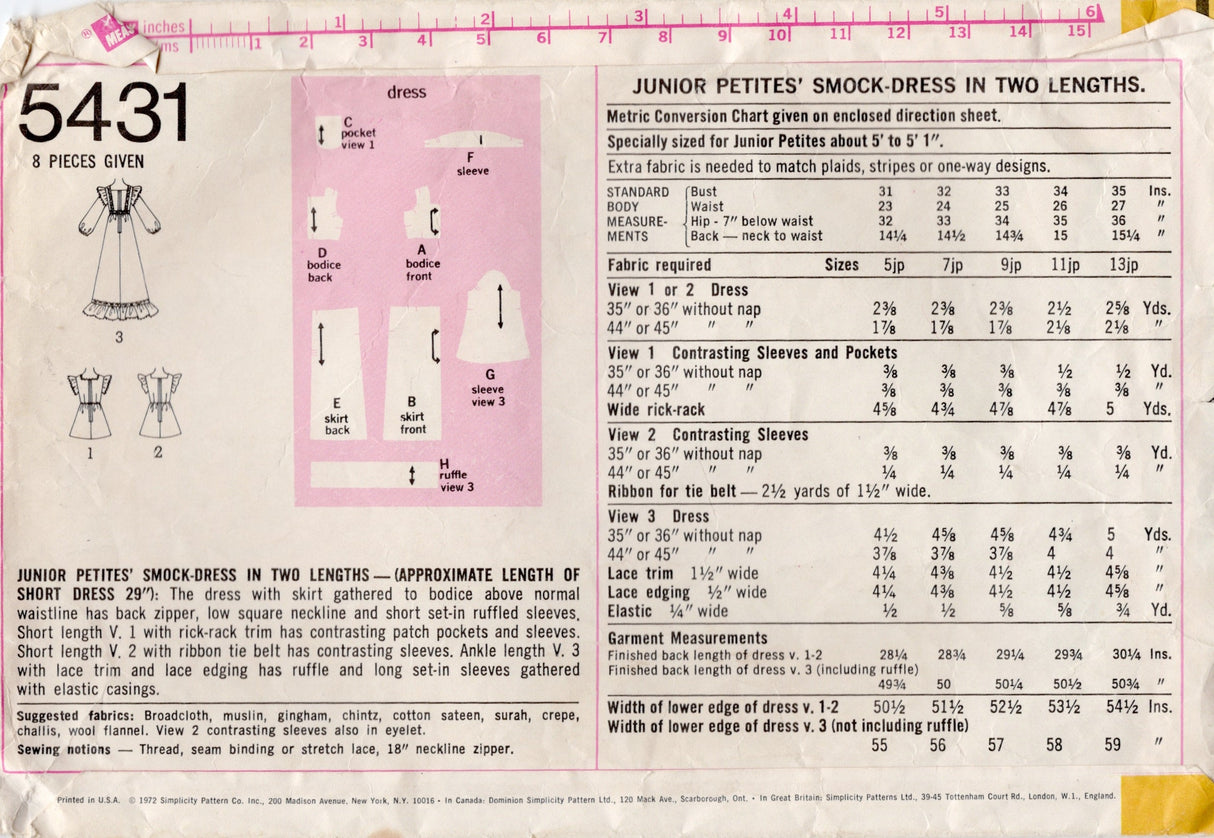 inches 1 2 3 4 5 6
® MEAS
cms 1 2 3 4 5 6 7 8 9 10 11 12 13 14 15
5431
8 PIECES GIVEN
3
1 2
dress
C
pocket
view 1
F
sleeve
D
bodice
back
A
bodice
front
G
sleeve
view 3
E
skirt
back
B
skirt
front
H
ruffle
view 3
JUNIOR PETITES' SMOCK-DRESS IN TWO LENGTHS — (APPROXIMATE LENGTH OF
SHORT DRESS 29"): The dress with skirt gathered to bodice above normal
waistline has back zipper, low square neckline and short set-in ruffled sleeves.
Short length V. 1 with rick-rack trim has contrasting patch pockets and sleeves.
Short length V. 2 with ribbon tie belt has contrasting sleeves. Ankle length V. 3
with lace trim and lace edging has ruffle and long set-in sleeves gathered
with elastic casings.
Suggested fabrics: Broadcloth, muslin, gingham, chintz, cotton sateen, surah, crepe,
challis, wool flannel. View 2 contrasting sleeves also in eyelet.
Sewing notions — Thread, seam binding or stretch lace, 18" neckline zipper.
JUNIOR PETITES' SMOCK-DRESS IN TWO LENGTHS.
Metric Conversion Chart given on enclosed direction sheet.
Specially sized for Junior Petites about 5' to 5' 1".
Extra fabric is needed to match plaids, stripes or one-way designs.
STANDARD Bust 31 32 33 34 35 Ins.
BODY Waist 23 24 25 26 27 "
MEASURE- Hip - 7" below waist 32 33 34 35 36 "
MENTS Back — neck to waist 14¼ 14½ 14¾ 15 15¼ "
Fabric required Sizes 5jp 7jp 9jp 11jp 13jp
View 1 or 2 Dress
35" or 36" without nap 2⅜ 2⅜ 2⅜ 2½ 2⅝ Yds.
44" or 45" " " 1⅞ 1⅞ 1⅞ 2⅛ 2⅛ "
View 1 Contrasting Sleeves and Pockets
35" or 36" without nap ⅜ ⅜ ⅜ ½ ½ Yd.
44" or 45" " " ⅜ ⅜ ⅜ ⅜ ⅜ "
Wide rick-rack 4⅝ 4¾ 4⅞ 4⅞ 5 Yds.
View 2 Contrasting Sleeves
35" or 36" without nap ⅜ ⅜ ⅜ ⅜ ⅜ Yd.
44" or 45" " " ¼ ¼ ¼ ¼ ¼ "
Ribbon for tie belt — 2½ yards of 1½" wide.
View 3 Dress
35" or 36" without nap 4½ 4⅝ 4⅝ 4¾ 5 Yds.
44" or 45" " " 3⅞ 3⅞ 3⅞ 4 4 "
Lace trim 1½" wide 4¼ 4⅜ 4½ 4½ 4⅝ "
Lace edging ½" wide 4¼ 4⅜ 4½ 4½ 4⅝ "
Elastic ¼" wide ½ ½ ⅝ ⅝ ¾ Yd.
Garment Measurements
Finished back length of dress v. 1-2 28¼ 28¾ 29¼ 29¾ 30¼ Ins.
Finished back length of dress v. 3 (including ruffle)
49¾ 50 50¼ 50½ 50¾ "
Width of lower edge of dress v. 1-2 50½ 51½ 52½ 53½ 54½ Ins.
Width of lower edge of dress v. 3 (not including ruffle)
55 56 57 58 59 "
Printed in U.S.A. © 1972 Simplicity Pattern Co. Inc., 200 Madison Avenue, New York, N.Y. 10016 • In Canada: Dominion Simplicity Pattern Ltd., 120 Mack Ave., Scarborough, Ont. • In Great Britain: Simplicity Patterns Ltd., 39-45 Tottenham Court Rd., London, W.1., England.